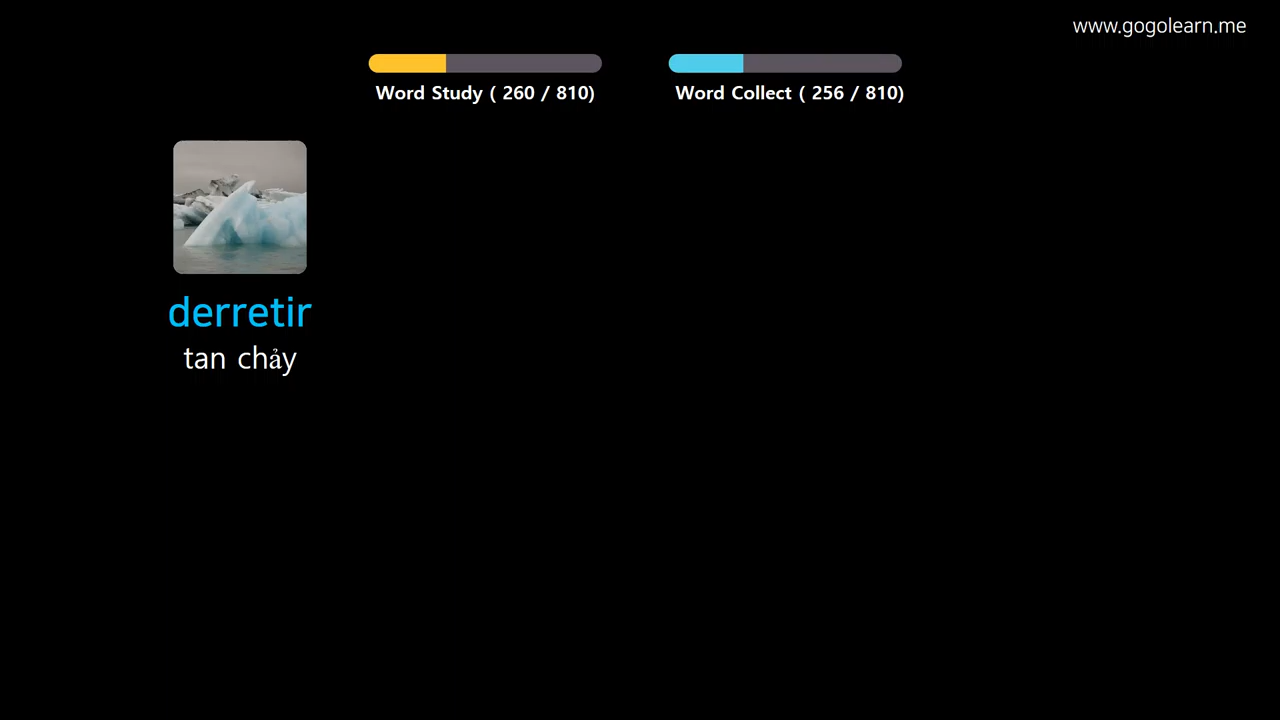 www.gogolearn.me
Word Study ( 260 / 810)
Word Collect ( 256 / 810)
derretir
tan chảy